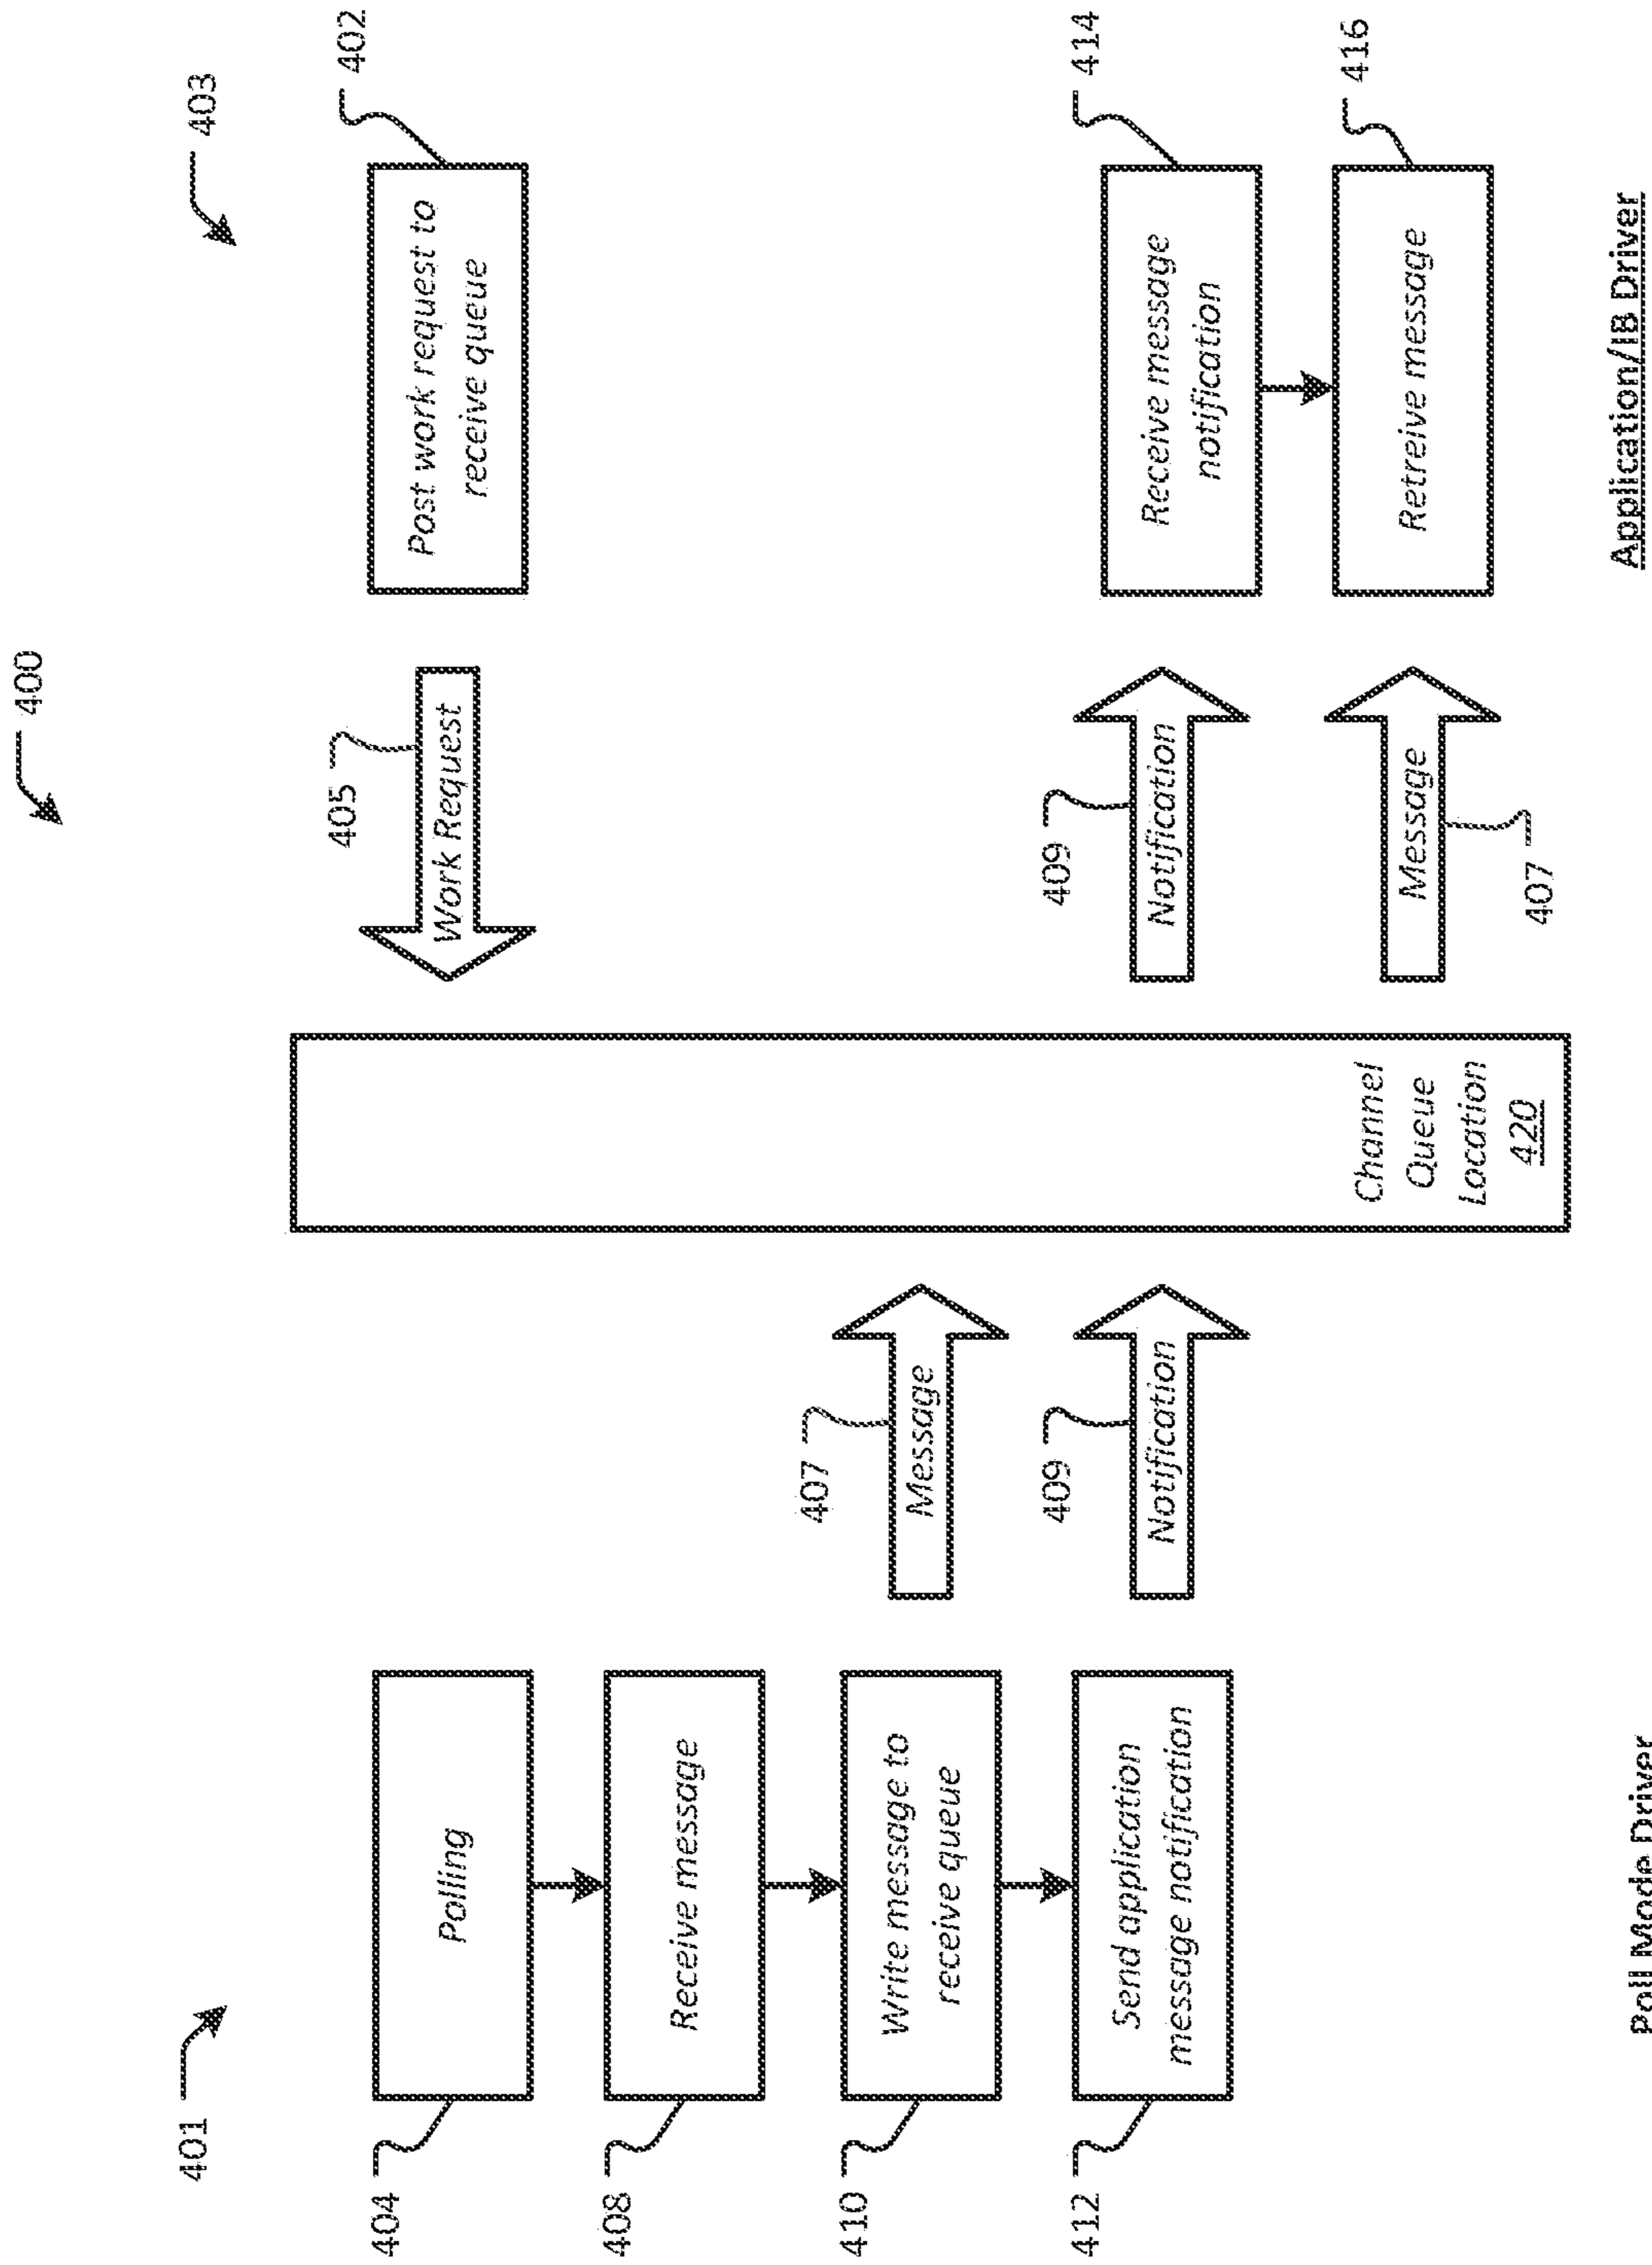 400
401
403
404
Polling
405
Work Request
Post work request to
receive queue
402
408
Receive message
410
Write message to
receive queue
407
Message
412
Send application
message notification
409
Notification
Channel
Queue
Location
420
409
Notification
Receive message
notification
414
Message
407
Retreive message
416
Poll Mode Driver
Application/IB Driver